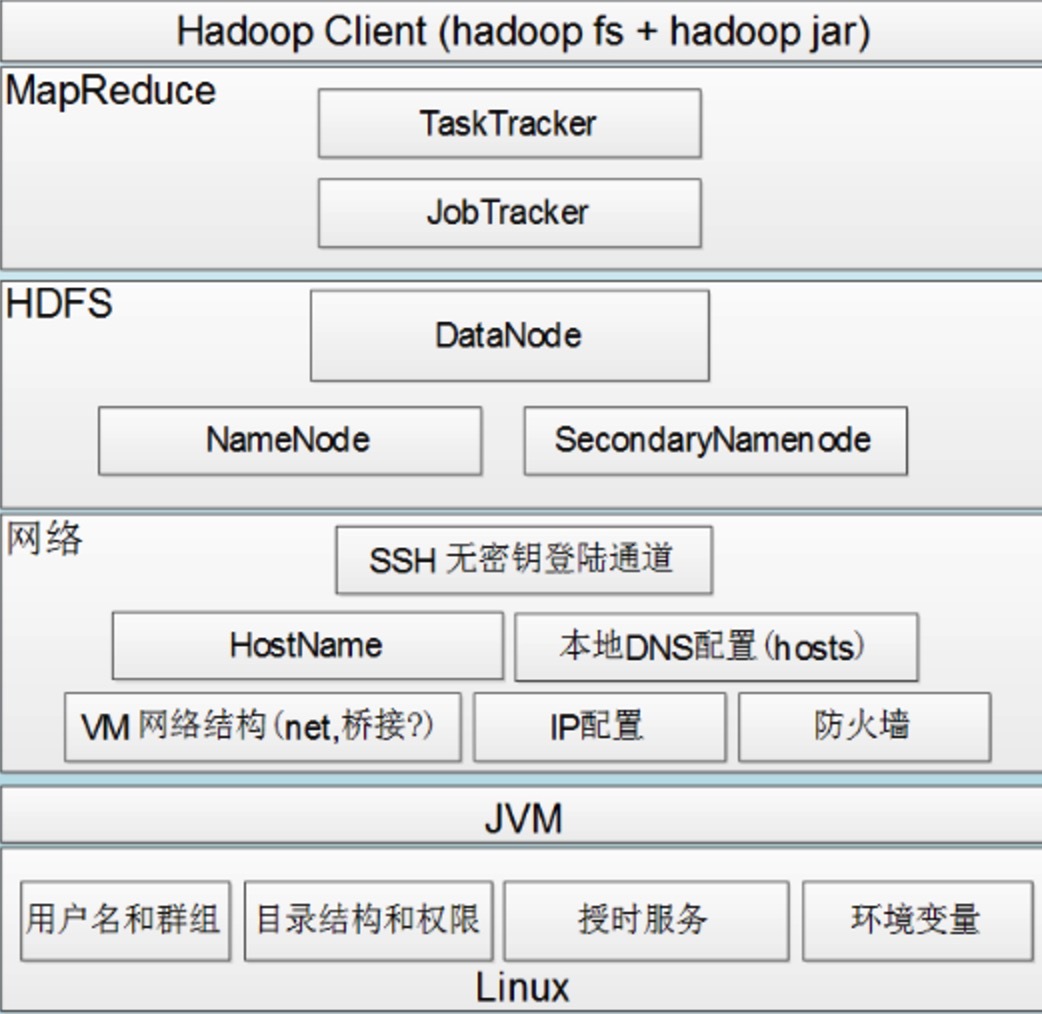 Hadoop Client (hadoop fs + hadoop jar)
MapReduce
TaskTracker
JobTracker
HDFS
DataNode
NameNode
SecondaryNamenode
网络
SSH 无密钥登陆通道
HostName
本地DNS配置(hosts)
VM 网络结构(net,桥接?)
IP配置
防火墙
JVM
用户名和群组
目录结构和权限
授时服务
环境变量
Linux